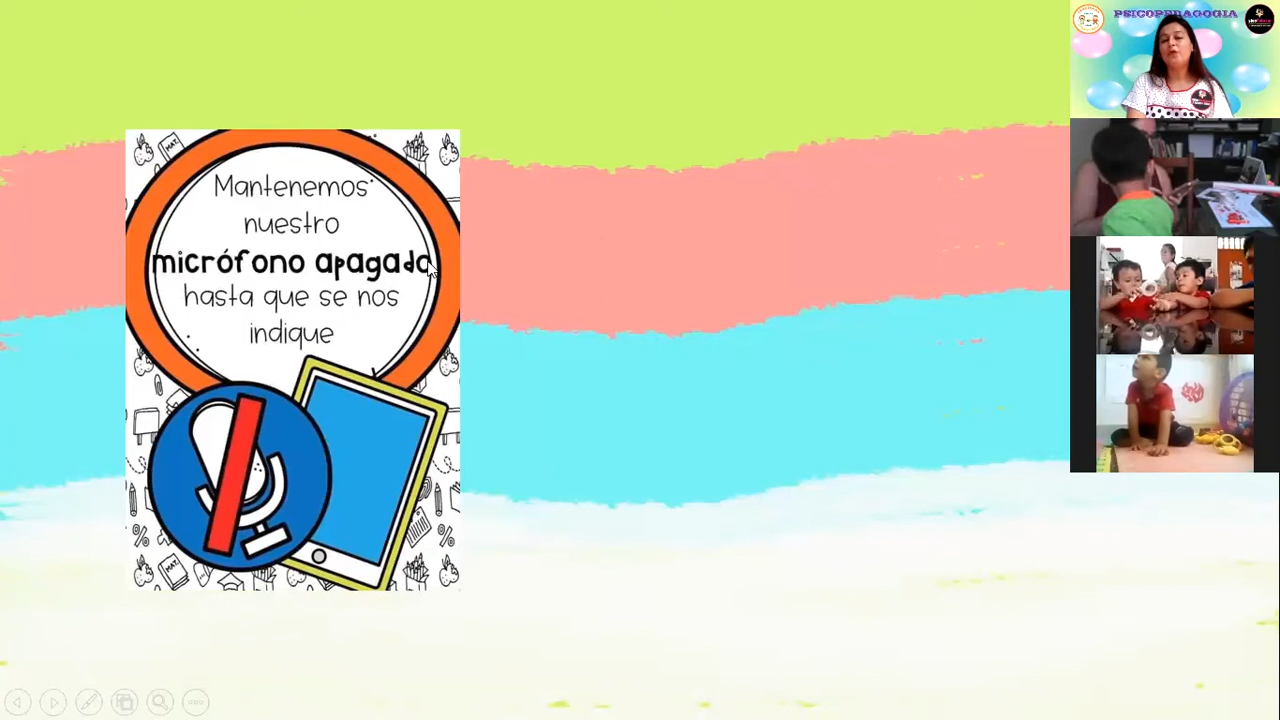 PSICOPEDAGOGIA
Mantenemos
nuestro
micrófono apagado
hasta que se nos
indique